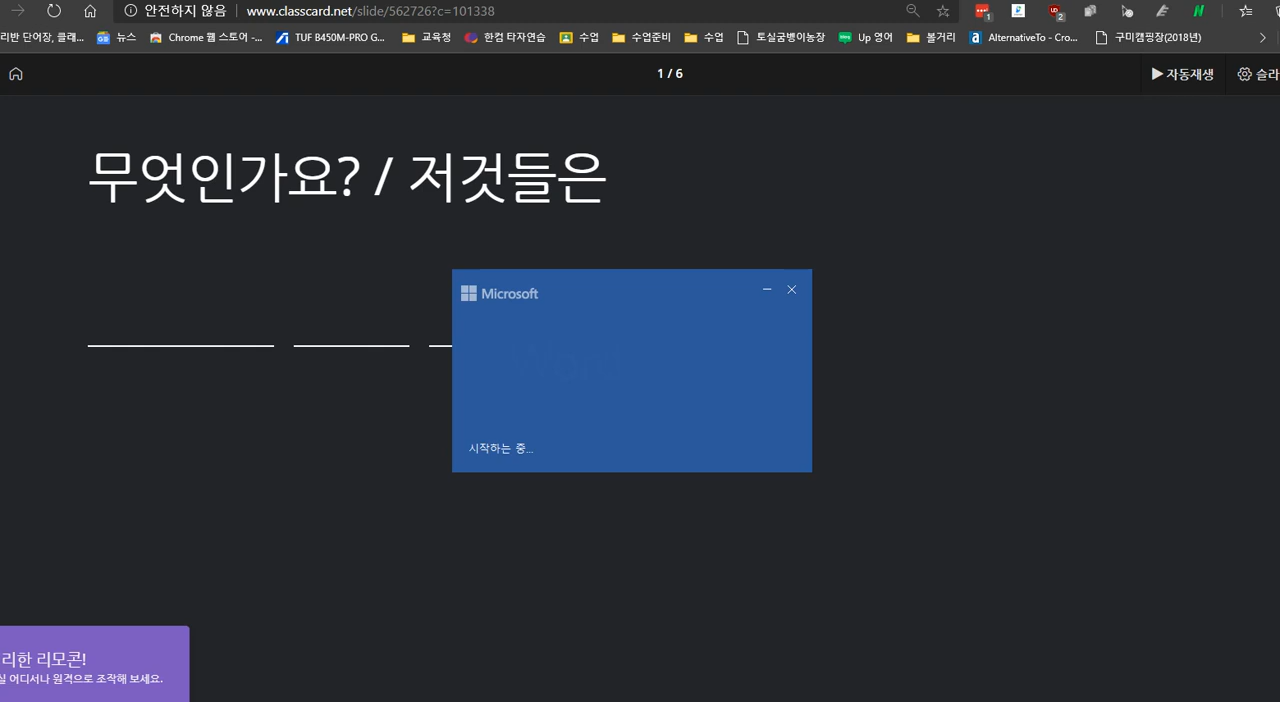 안전하지 않음 www.classcard.net/slide/562726?c=101338
1 2
리반 단어장, 클래... 뉴스 Chrome 웹 스토어 -... TUF B450M-PRO G... 교육청 한컴 타자연습 수업 수업준비 수업 토실굼벵이농장 Up 영어 볼거리 AlternativeTo - Cro... 구미캠핑장(2018년)
1 / 6 ▶ 자동재생 슬라
무엇인가요? / 저것들은
Microsoft
시작하는 중...
리한 리모콘!
실 어디서나 원격으로 조작해 보세요.